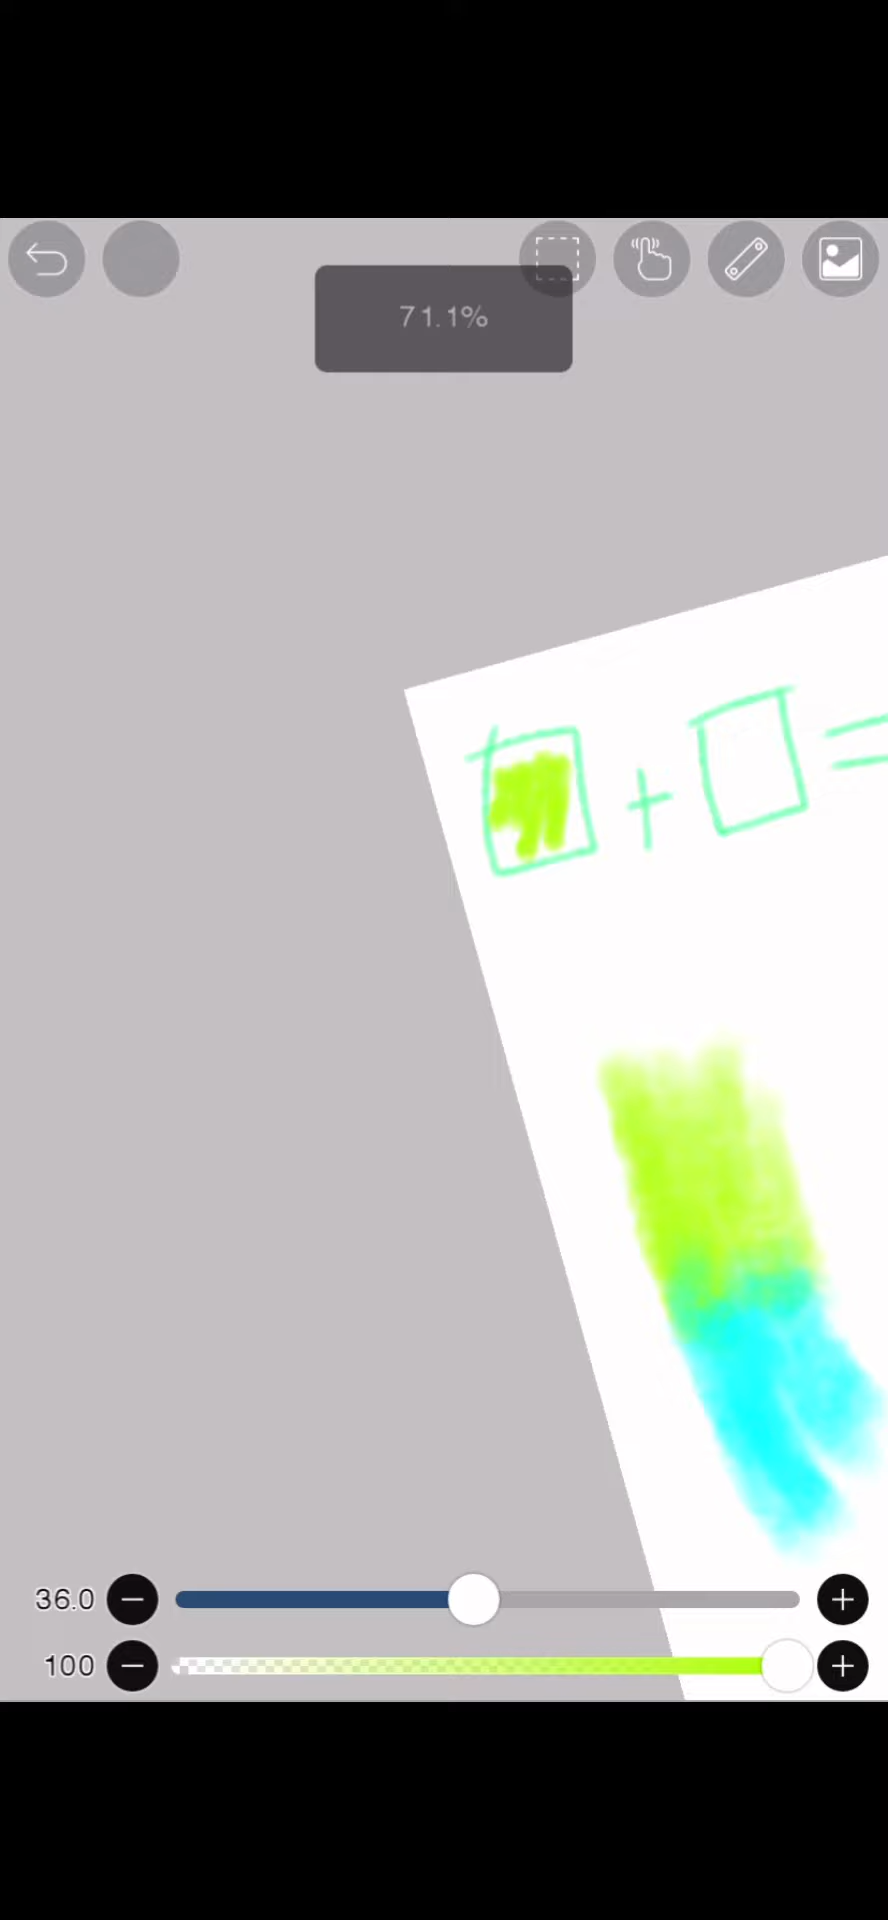 71.1%
+ =
36.0
100